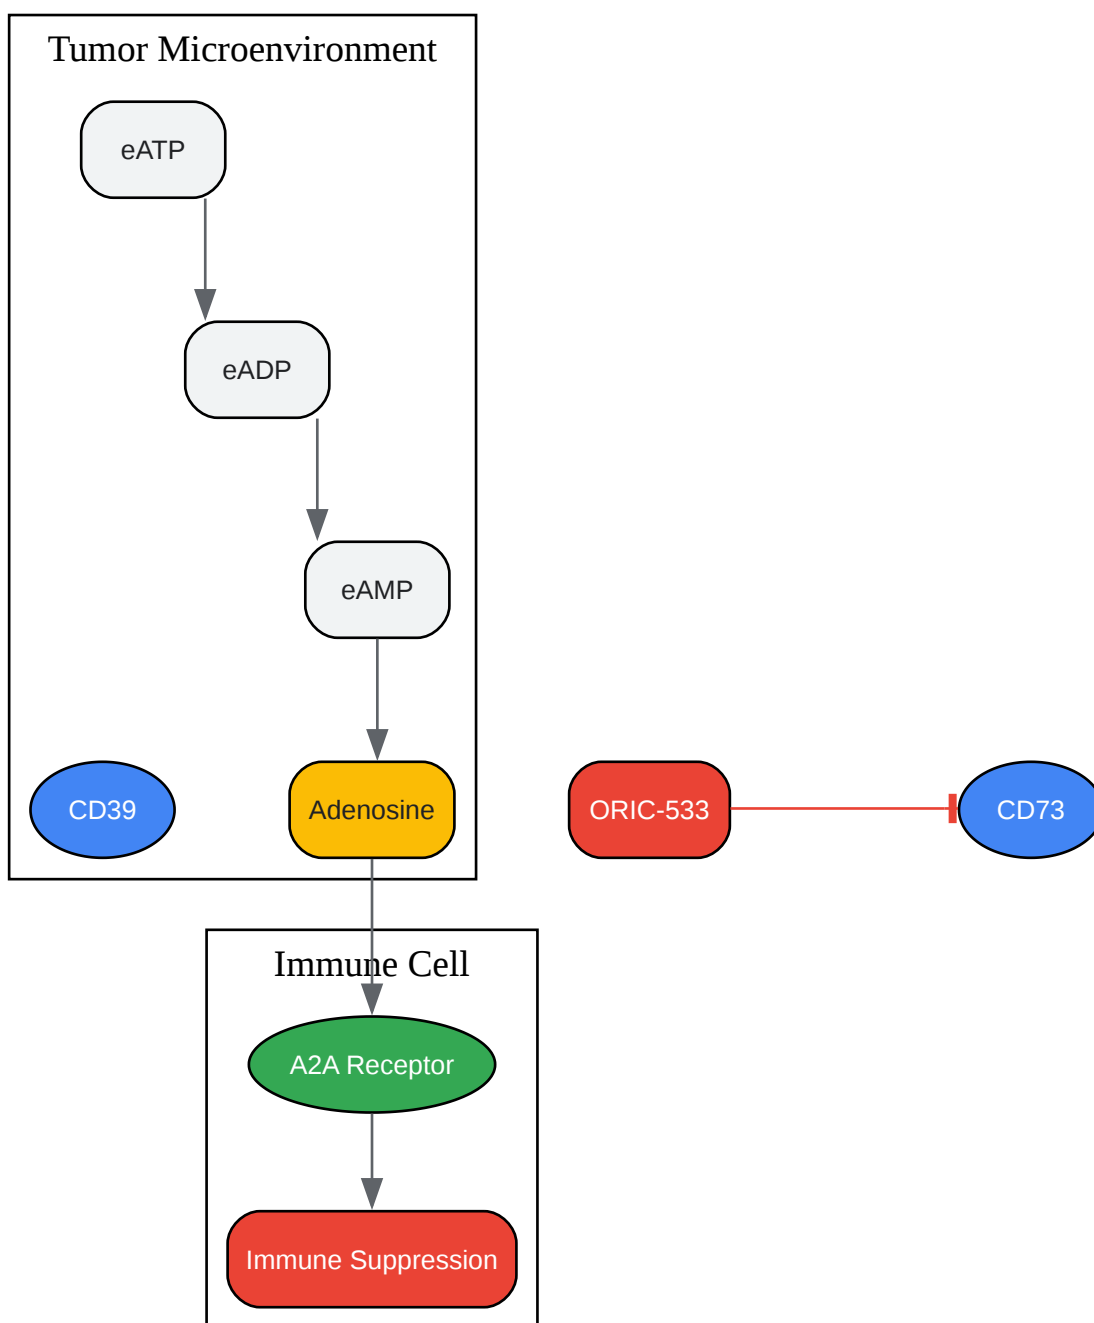 Tumor Microenvironment
eATP
eADP
eAMP
CD39
Adenosine
ORIC-533
CD73
Immune Cell
A2A Receptor
Immune Suppression